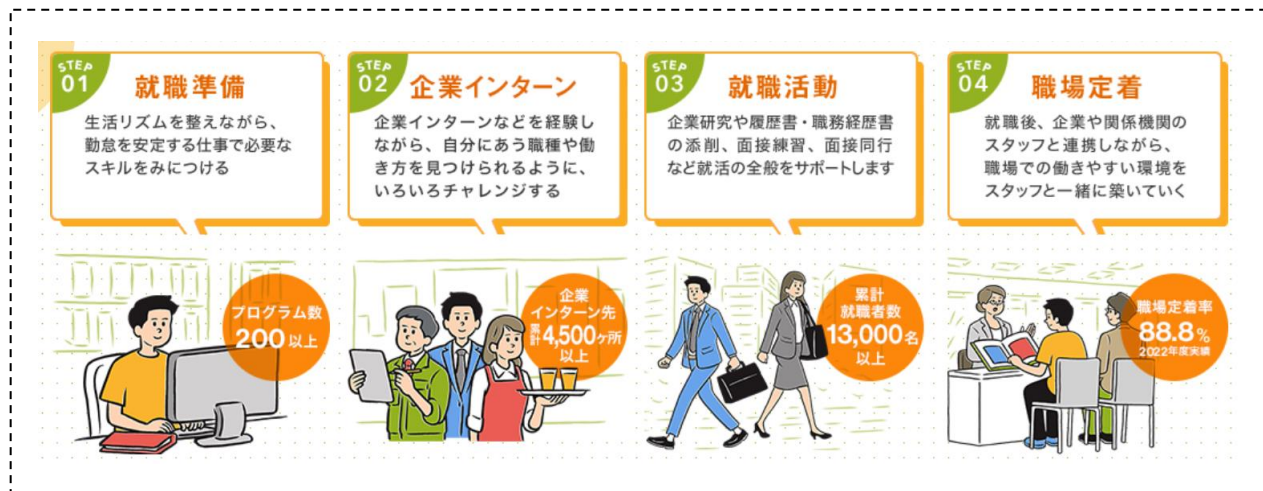 STEP
01
就職準備
生活リズムを整えながら、
勤怠を安定する仕事で必要な
スキルをみにつける
プログラム数
200以上
STEP
02
企業インターン
企業インターンなどを経験し
ながら、自分にあう職種や働
き方を見つけられるように、
いろいろチャレンジする
企業
インターン先
累計4,500ヶ所
以上
STEP
03
就職活動
企業研究や履歴書・職務経歴書
の添削、面接練習、面接同行
など就活の全般をサポートします
累計
就職者数
13,000名
以上
STEP
04
職場定着
就職後、企業や関係機関の
スタッフと連携しながら、
職場での働きやすい環境を
スタッフと一緒に築いていく
職場定着率
88.8%
2022年度実績